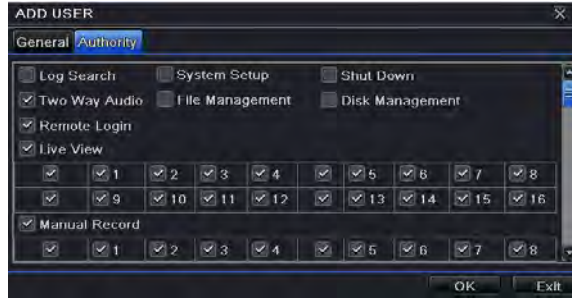 ADD USER
General Authority
Log Search System Setup Shut Down
Two Way Audio File Management Disk Management
Remote Login
Live View
1 2 3 4 5 6 7 8
9 10 11 12 13 14 15 16
Manual Record
1 2 3 4 5 6 7 8
OK Exit